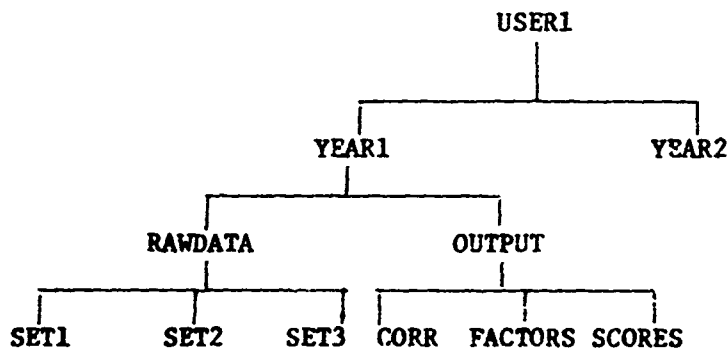 USER1
YEAR1 YEAR2
RAWDATA OUTPUT
SET1 SET2 SET3 CORR FACTORS SCORES